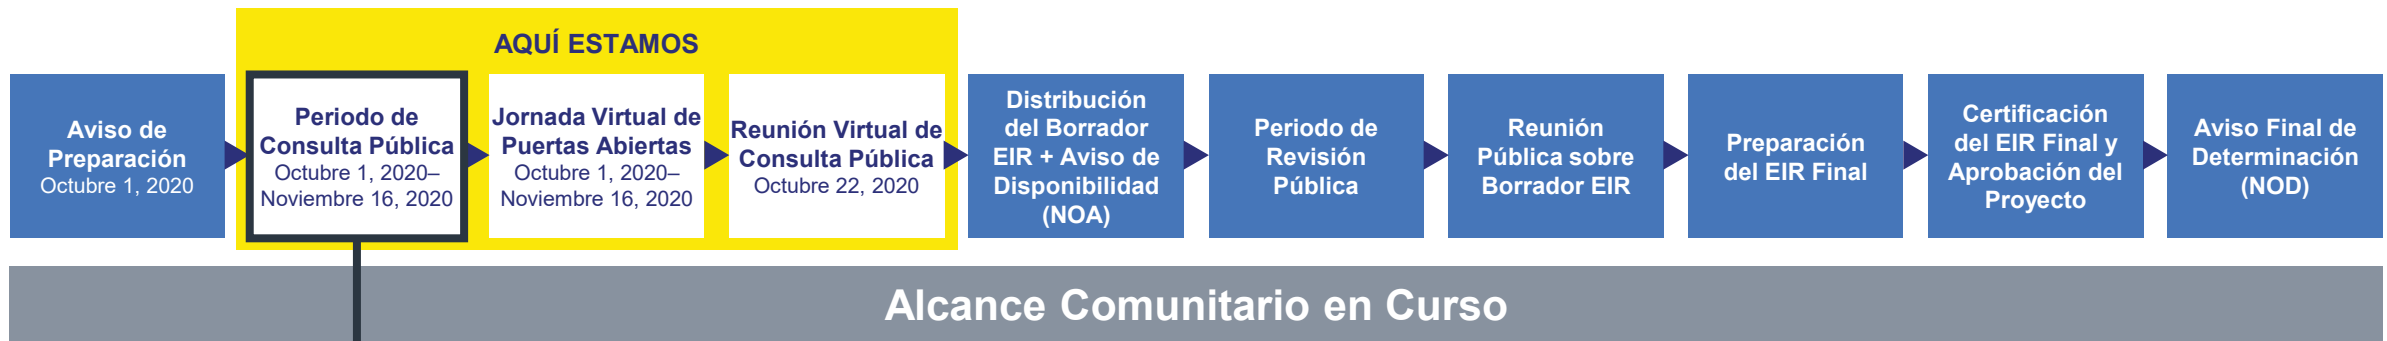 AQUÍ ESTAMOS
Aviso de
Preparación
Octubre 1, 2020
Periodo de
Consulta Pública
Octubre 1, 2020–
Noviembre 16, 2020
Jornada Virtual de
Puertas Abiertas
Octubre 1, 2020–
Noviembre 16, 2020
Reunión Virtual de
Consulta Pública
Octubre 22, 2020
Distribución
del Borrador
EIR + Aviso de
Disponibilidad
(NOA)
Periodo de
Revisión
Pública
Reunión
Pública sobre
Borrador EIR
Preparación
del EIR Final
Certificación
del EIR Final y
Aprobación del
Proyecto
Aviso Final de
Determinación
(NOD)
Alcance Comunitario en Curso